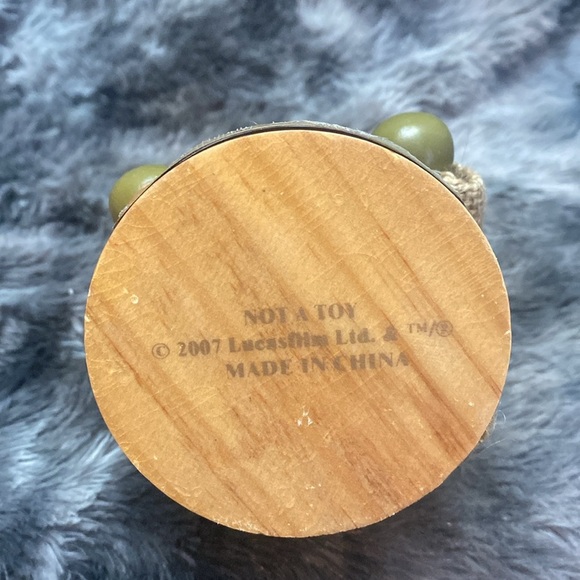 NOT A TOY
© 2007 Lucasfilm Ltd. & ™/®
MADE IN CHINA